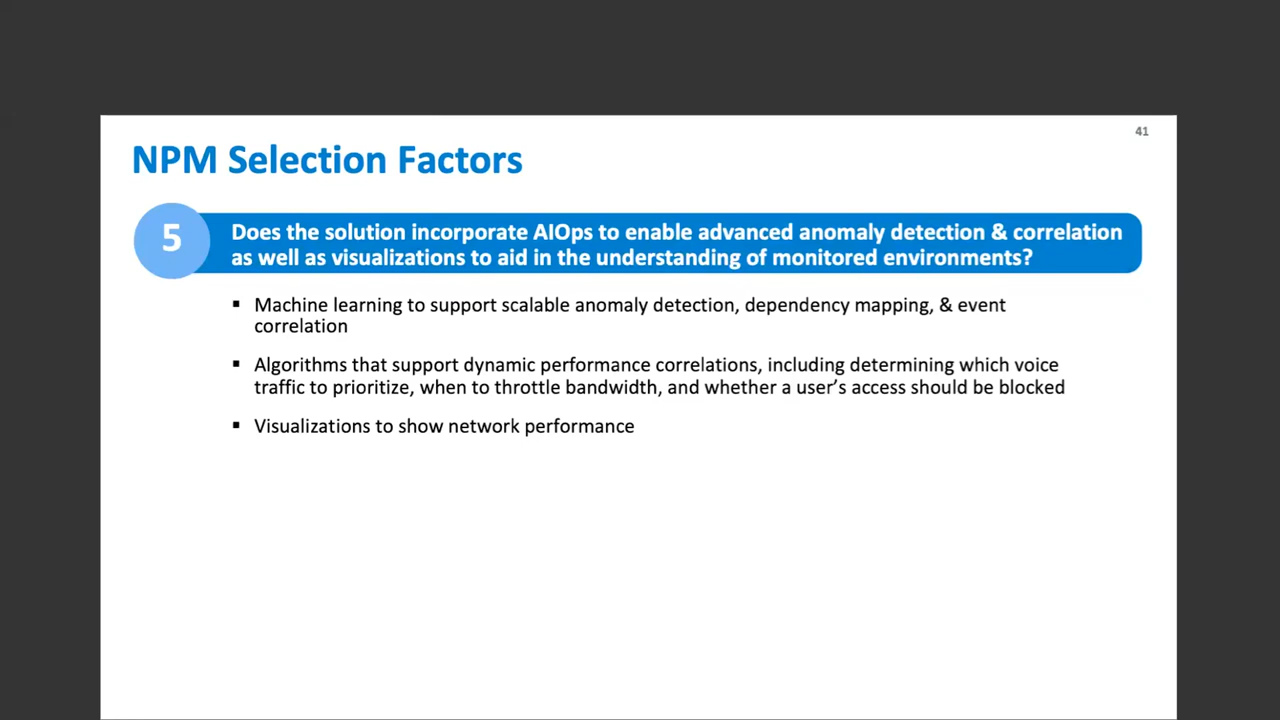 41
NPM Selection Factors
5
Does the solution incorporate AIOps to enable advanced anomaly detection & correlation
as well as visualizations to aid in the understanding of monitored environments?
▪ Machine learning to support scalable anomaly detection, dependency mapping, & event
correlation
▪ Algorithms that support dynamic performance correlations, including determining which voice
traffic to prioritize, when to throttle bandwidth, and whether a user’s access should be blocked
▪ Visualizations to show network performance